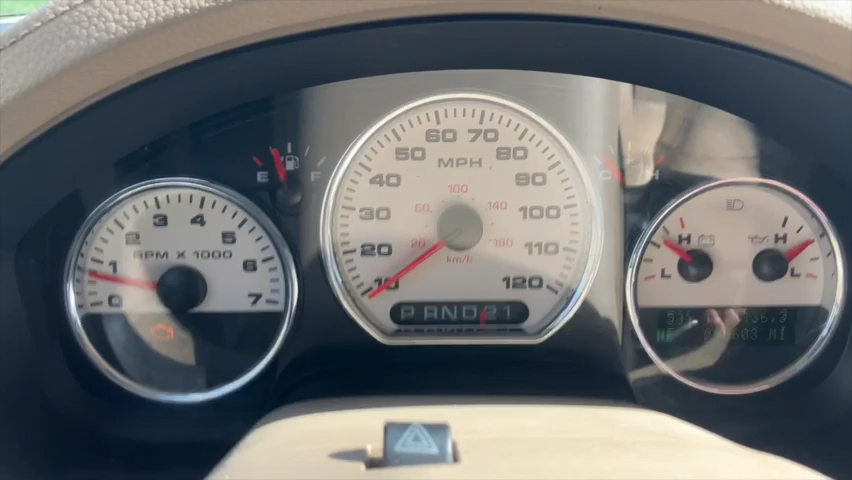 E F
C H
0 1 2 3 4 5 6 7
RPM X 1000
10 20 30 40 50 60 70 80 90 100 110 120
MPH
20 60 100 140 180
km/h
P R N D 2 1
H
L
H
L
MI